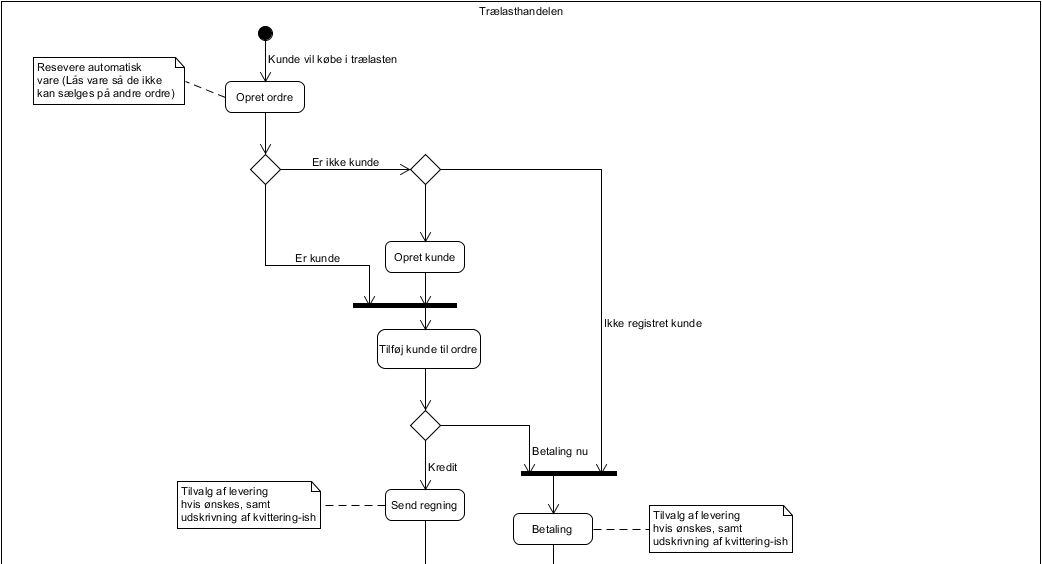 Trælasthandelen
Kunde vil købe i trælasten
Resevere automatisk
vare (Lås vare så de ikke
kan sælges på andre ordre)
Opret ordre
Er ikke kunde
Er kunde
Opret kunde
Ikke registret kunde
Tilføj kunde til ordre
Betaling nu
Kredit
Tilvalg af levering
hvis ønskes, samt
udskrivning af kvittering-ish
Send regning
Betaling
Tilvalg af levering
hvis ønskes, samt
udskrivning af kvittering-ish